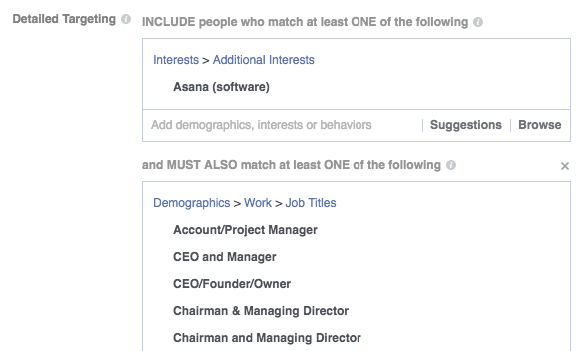 Detailed Targeting
INCLUDE people who match at least ONE of the following
Interests > Additional Interests
Asana (software)
Add demographics, interests or behaviors
Suggestions
Browse
and MUST ALSO match at least ONE of the following
Demographics > Work > Job Titles
Account/Project Manager
CEO and Manager
CEO/Founder/Owner
Chairman & Managing Director
Chairman and Managing Director